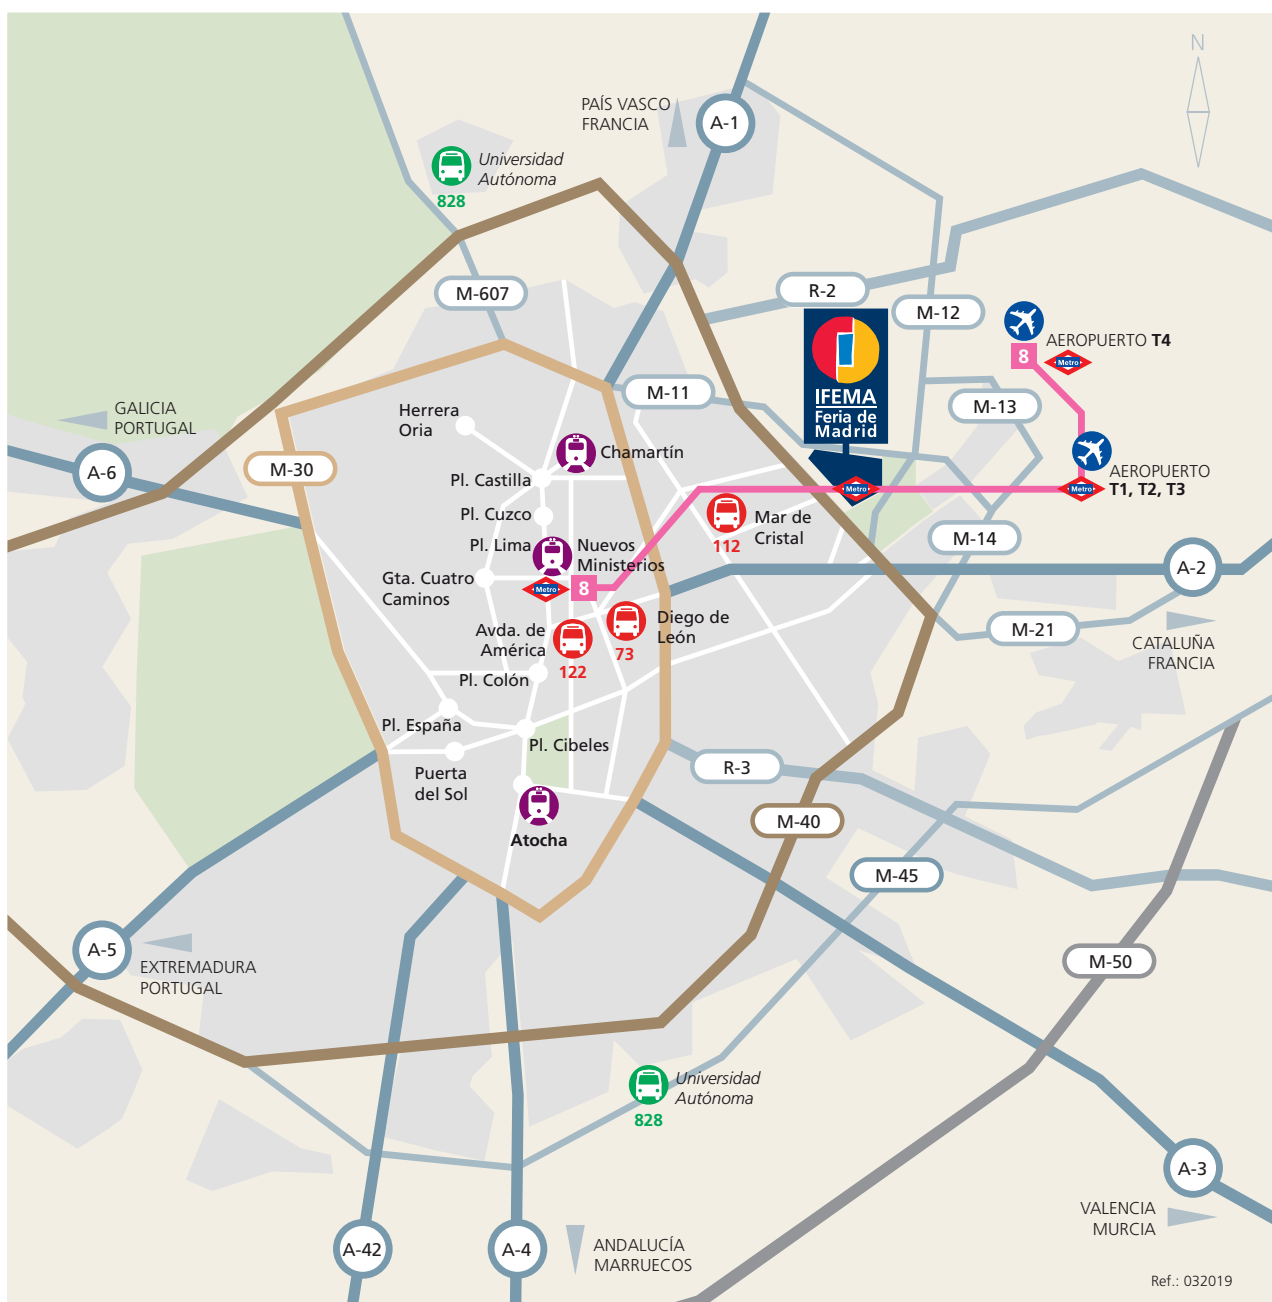 N
PAÍS VASCO
FRANCIA
A-1
Universidad
Autónoma
828
M-607
R-2
M-12
AEROPUERTO T4
8
Metro
IFEMA
Feria de
Madrid
M-11
M-13
GALICIA
PORTUGAL
A-6
M-30
Herrera
Oria
Chamartín
Pl. Castilla
AEROPUERTO
T1, T2, T3
Metro
Metro
Pl. Cuzco
Mar de
Cristal
112
Pl. Lima
Nuevos
Ministerios
M-14
A-2
Gta. Cuatro
Caminos
Metro
8
Diego de
León
73
Avda. de
América
122
M-21
CATALUÑA
FRANCIA
Pl. Colón
Pl. España
Pl. Cibeles
Puerta
del Sol
R-3
Atocha
M-40
M-45
A-5
EXTREMADURA
PORTUGAL
M-50
Universidad
Autónoma
828
A-3
VALENCIA
MURCIA
A-42
A-4
ANDALUCÍA
MARRUECOS
Ref.: 032019